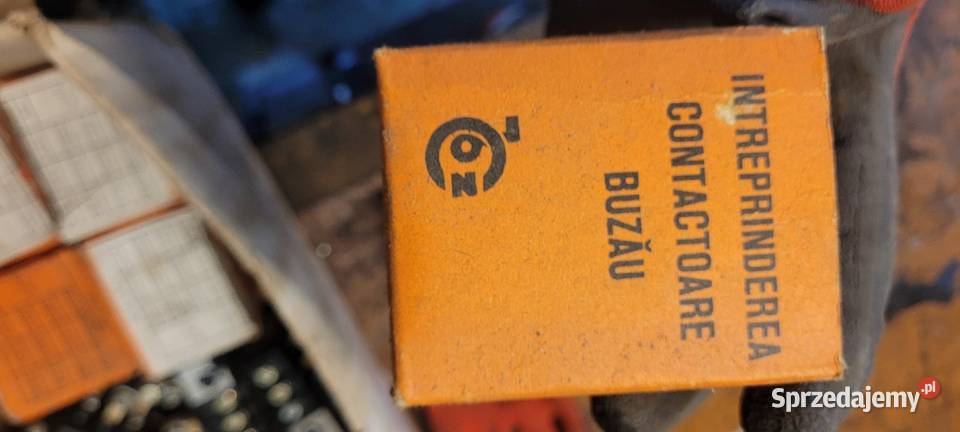 INTREPRINDEREA
CONTACTOARE
BUZĂU
Sprzedajemy.pl